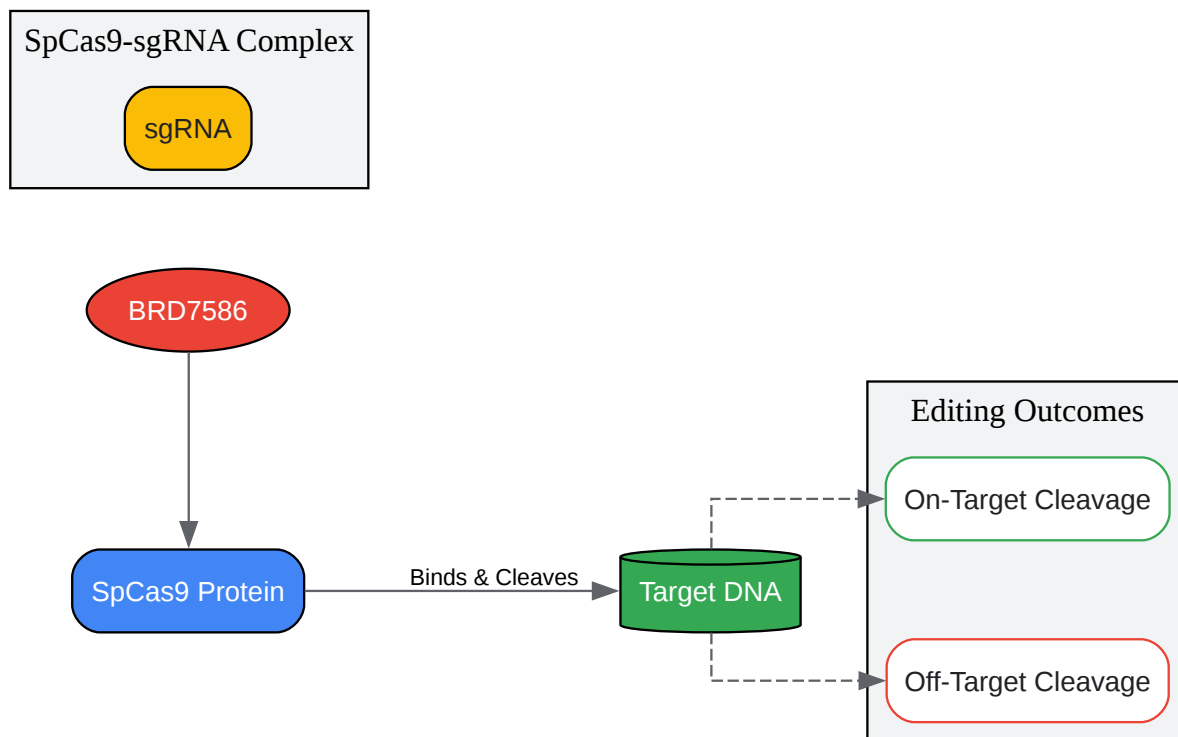 SpCas9-sgRNA Complex
sgRNA
BRD7586
Editing Outcomes
On-Target Cleavage
SpCas9 Protein
Binds & Cleaves
Target DNA
Off-Target Cleavage